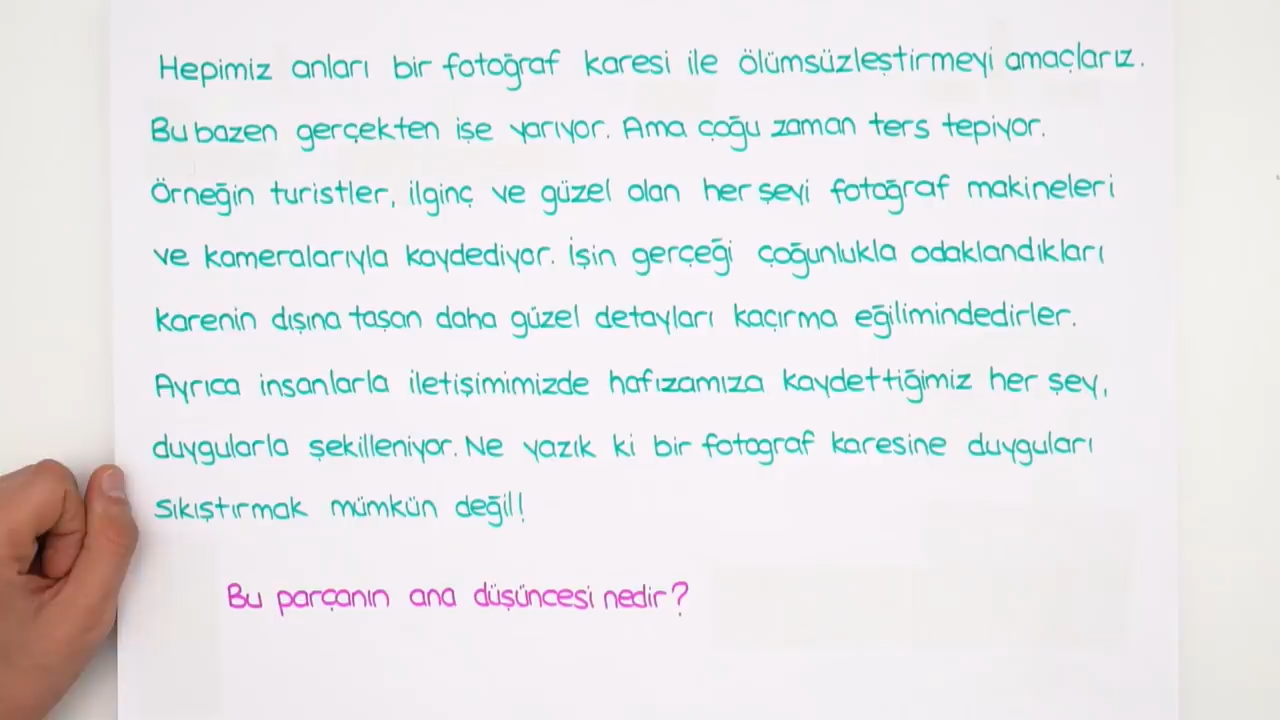 Hepimiz anları bir fotoğraf karesi ile ölümsüzleştirmeyi amaçlarız.
Bu bazen gerçekten işe yarıyor. Ama çoğu zaman ters tepiyor.
Örneğin turistler, ilginç ve güzel olan her şeyi fotoğraf makineleri
ve kameralarıyla kaydediyor. İşin gerçeği çoğunlukla odaklandıkları
karenin dışına taşan daha güzel detayları kaçırma eğilimindedirler.
Ayrıca insanlarla iletişimimizde hafızamıza kaydettiğimiz her şey,
duygularla şekilleniyor. Ne yazık ki bir fotograf karesine duyguları
sıkıştırmak mümkün değil!
Bu parçanın ana düşüncesi nedir?